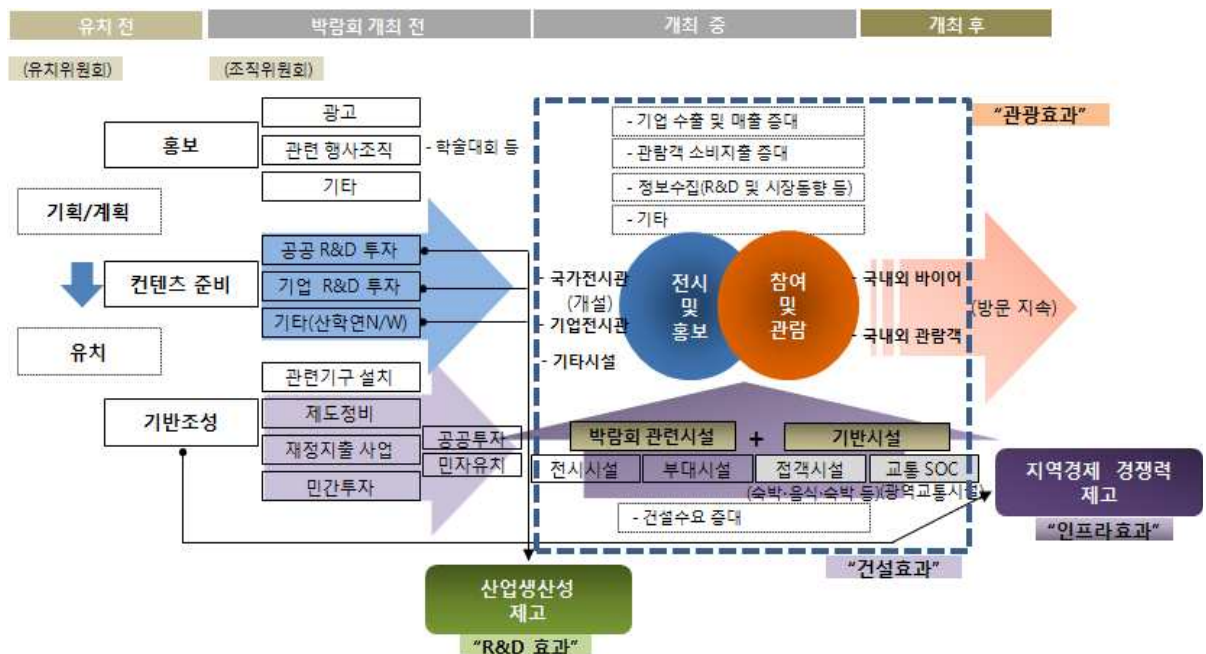 유치 전
박람회 개최 전
개최 중
개최 후
(유치위원회)
(조직위원회)
광고
홍보
관련 행사조직
- 학술대회 등
기타
기획/계획
공공 R&D 투자
컨텐츠 준비
기업 R&D 투자
기타(산학연N/W)
유치
관련기구 설치
기반조성
제도정비
재정지출 사업
공공투자
민자유치
민간투자
- 기업 수출 및 매출 증대
- 관람객 소비지출 증대
- 정보수집(R&D 및 시장동향 등)
- 기타
"관광효과"
- 국가전시관
(개설)
- 기업전시관
- 기타시설
전시
및
홍보
참여
및
관람
- 국내외 바이어
(방문 지속)
- 국내외 관람객
박람회 관련시설
+
기반시설
전시시설
부대시설
접객시설
교통 SOC
(숙박·음식·숙박 등)
(광역교통시설)
- 건설수요 증대
지역경제 경쟁력
제고
"인프라효과"
"건설효과"
산업생산성
제고
"R&D 효과"